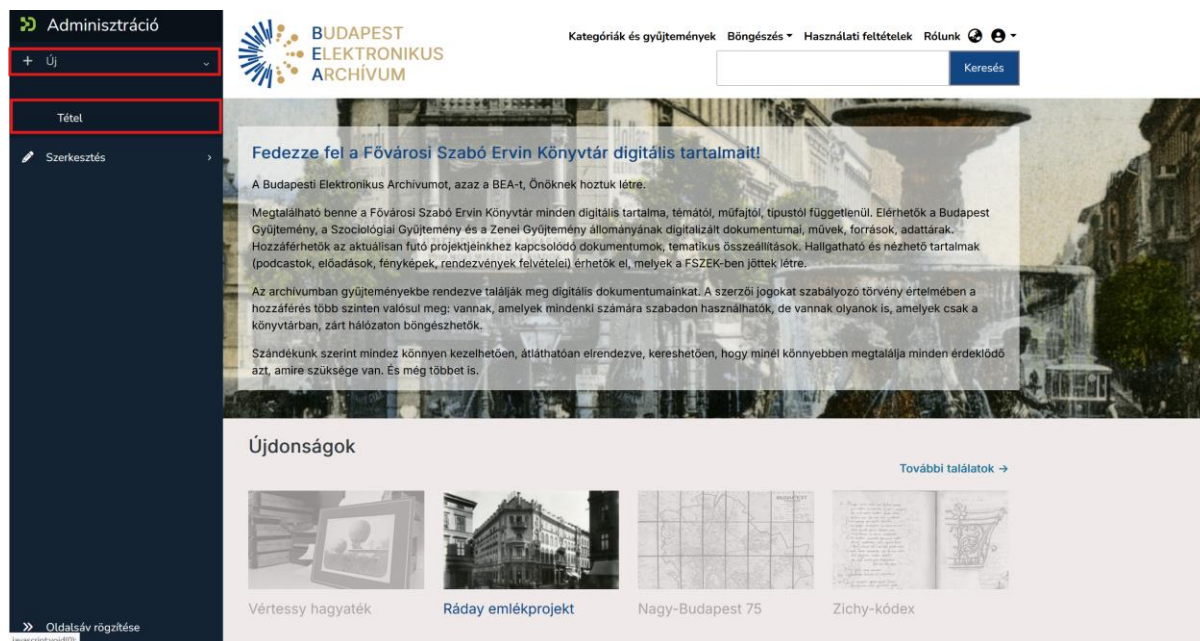 Adminisztráció
Új
Tétel
Szerkesztés
Oldalsáv rögzítése
javascript:void(0);
BUDAPEST
ELEKTRONIKUS
ARCHÍVUM
Kategóriák és gyűjtemények Böngészés Használati feltételek Rólunk
Keresés
Fedezze fel a Fővárosi Szabó Ervin Könyvtár digitális tartalmait!
A Budapesti Elektronikus Archívumot, azaz a BEA-t, Önöknek hoztuk létre.
Megtalálható benne a Fővárosi Szabó Ervin Könyvtár minden digitális tartalma, témától, műfajtól, típustól függetlenül. Elérhetők a Budapest
Gyűjtemény, a Szociológiai Gyűjtemény és a Zenei Gyűjtemény állományának digitalizált dokumentumai, művek, források, adattárak.
Hozzáférhetők az aktuálisan futó projektjeinkhez kapcsolódó dokumentumok, tematikus összeállítások. Hallgatható és nézhető tartalmak
(podcastok, előadások, fényképek, rendezvények felvételei) érhetők el, melyek a FSZEK-ben jöttek létre.
Az archívumban gyűjteményekbe rendezve találják meg digitális dokumentumainkat. A szerzői jogokat szabályozó törvény értelmében a
hozzáférés több szinten valósul meg: vannak, amelyek mindenki számára szabadon használhatók, de vannak olyanok is, amelyek csak a
könyvtárban, zárt hálózaton böngészhetők.
Szándékunk szerint mindez könnyen kezelhetően, átláthatóan elrendezve, kereshetően, hogy minél könnyebben megtalálja minden érdeklődő
azt, amire szüksége van. És még többet is.
Újdonságok
További találatok →
Vértessy hagyaték
Ráday emlékprojekt
Nagy-Budapest 75
Zichy-kódex